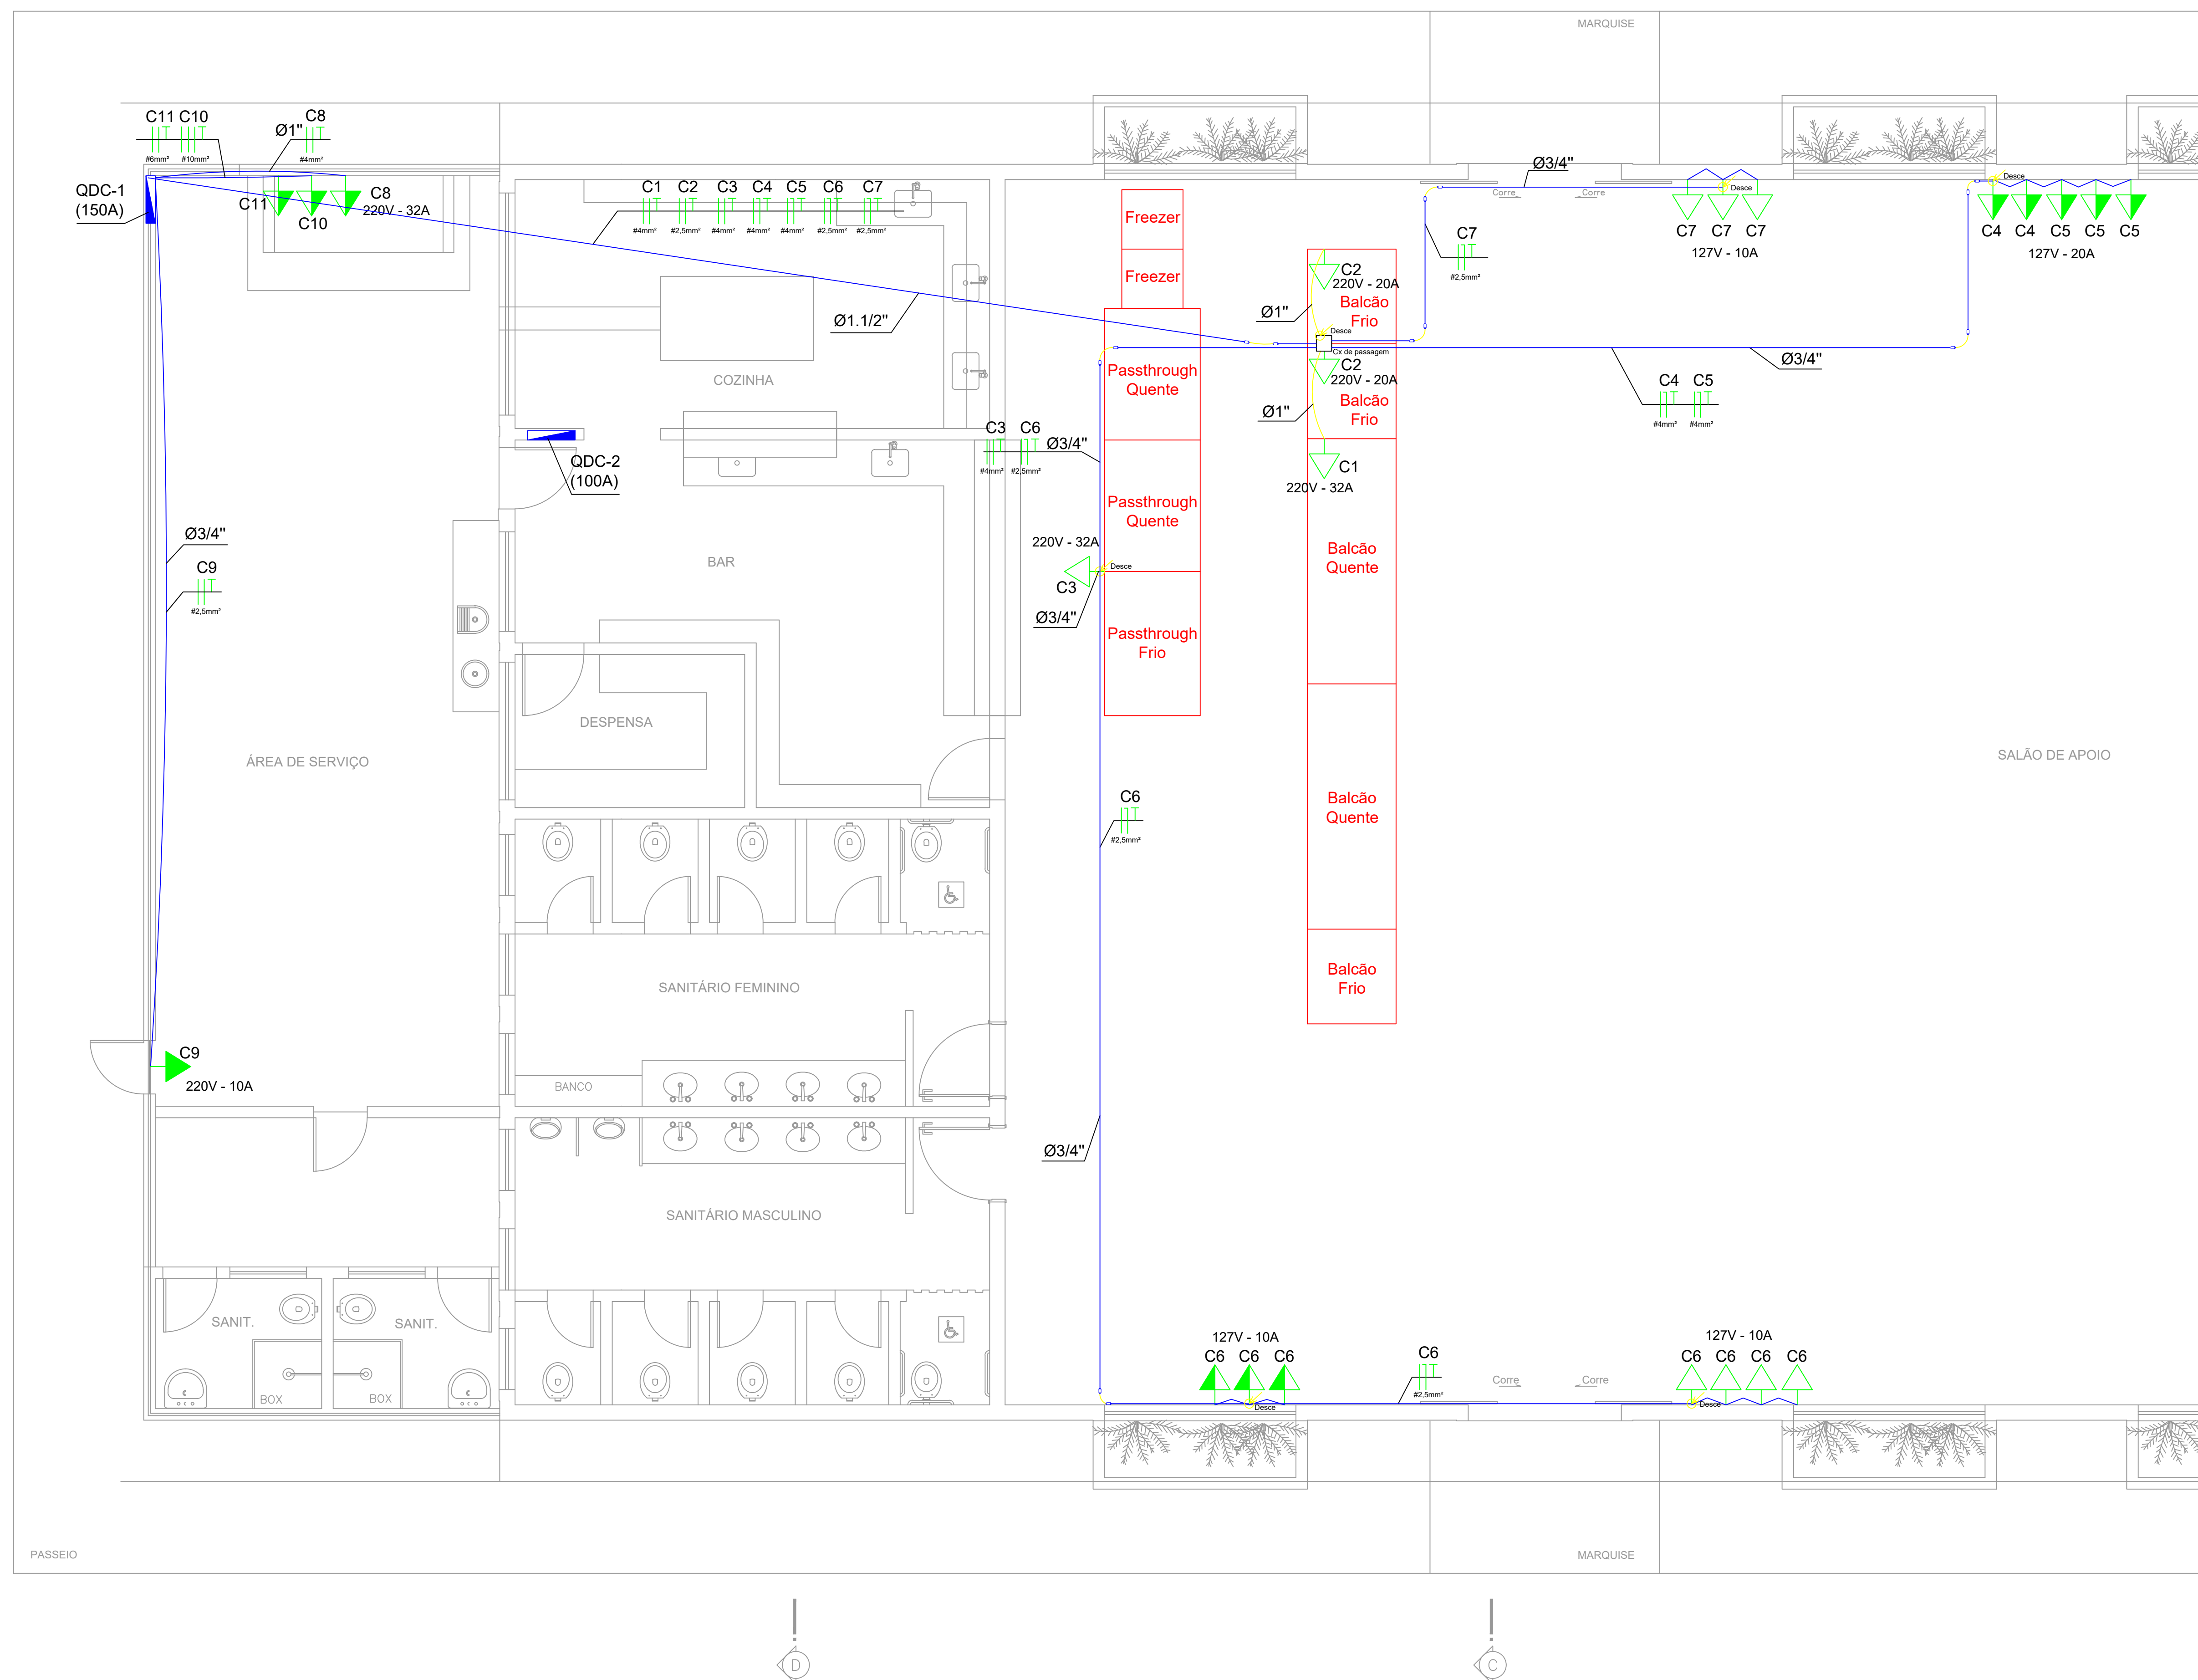 MARQUISE
C11 C10
Ø1"
C8
#6mm²
#10mm²
#4mm²
QDC-1
(150A)
C11
C10
C8
220V - 32A
C1 C2 C3 C4 C5 C6 C7
#4mm² #2,5mm² #4mm² #4mm² #4mm² #2,5mm² #2,5mm²
Ø1.1/2"
COZINHA
QDC-2
(100A)
BAR
DESPENSA
Ø3/4"
C9
#2,5mm²
ÁREA DE SERVIÇO
C9
220V - 10A
Freezer
Freezer
Passthrough
Quente
Passthrough
Quente
Passthrough
Frio
C3 C6
Ø3/4"
#4mm² #2,5mm²
220V - 32A
Desce
C3
Ø3/4"
C2
220V - 20A
Balcão
Frio
Ø1"
Desce
Cx de passagem
C2
220V - 20A
Balcão
Frio
Ø1"
C1
220V - 32A
Balcão
Quente
Balcão
Quente
Balcão
Frio
Ø3/4"
Corre
Corre
Desce
C7
#2,5mm²
C7 C7 C7
127V - 10A
Desce
C4 C4 C5 C5 C5
127V - 20A
Ø3/4"
C4 C5
#4mm² #4mm²
SALÃO DE APOIO
C6
#2,5mm²
Ø3/4"
SANITÁRIO FEMININO
BANCO
SANITÁRIO MASCULINO
SANIT.
SANIT.
BOX
BOX
127V - 10A
C6 C6 C6
Desce
C6
#2,5mm²
Corre
Corre
127V - 10A
C6 C6 C6 C6
Desce
PASSEIO
MARQUISE
D
C